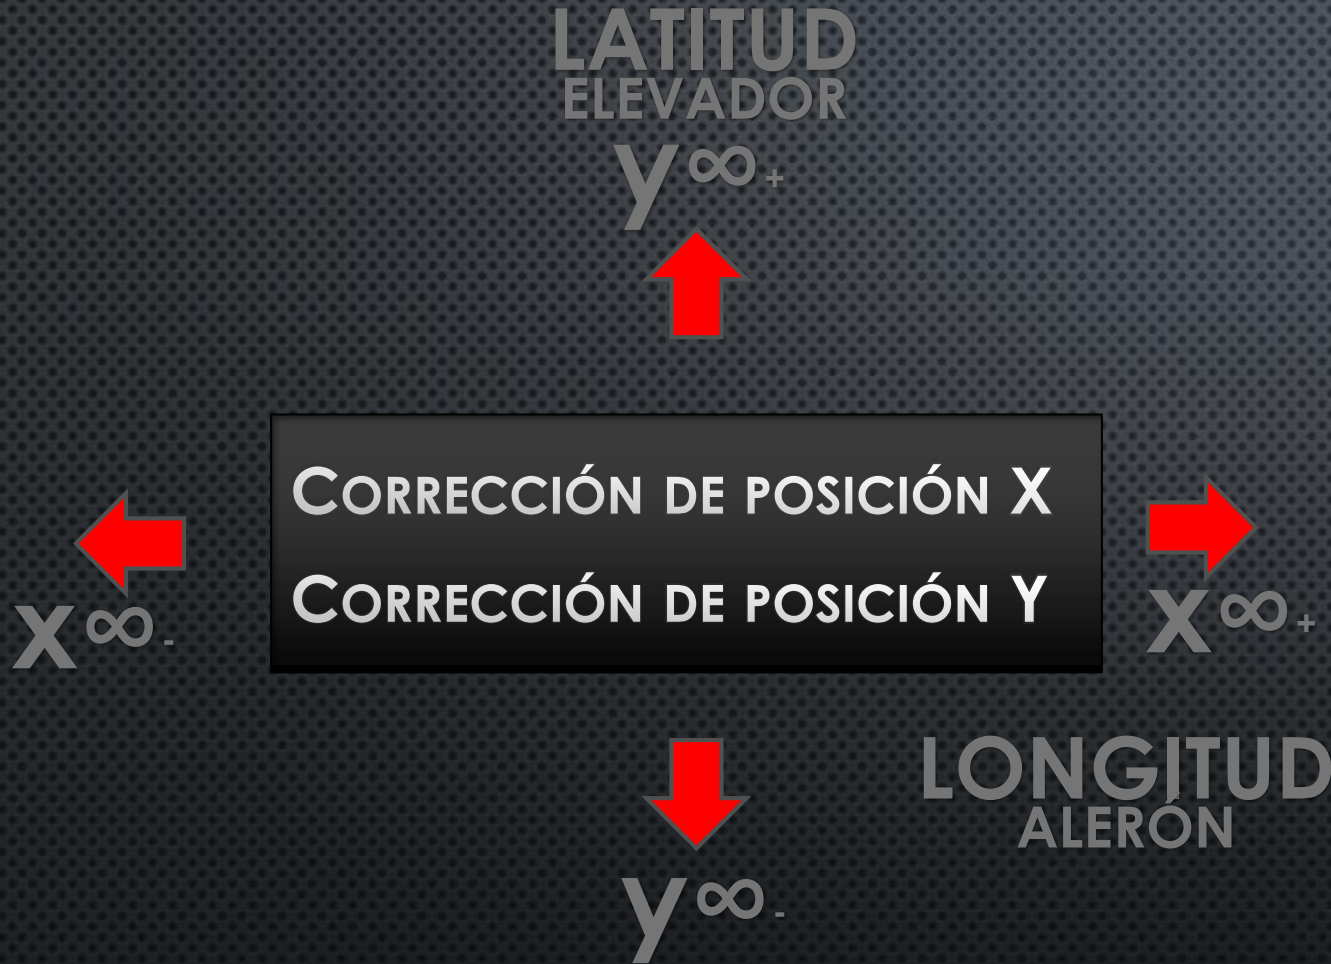 LATITUD
ELEVADOR
y∞+
CORRECCIÓN DE POSICIÓN X
CORRECCIÓN DE POSICIÓN Y
x∞-
x∞+
LONGITUD
ALERÓN
y∞-